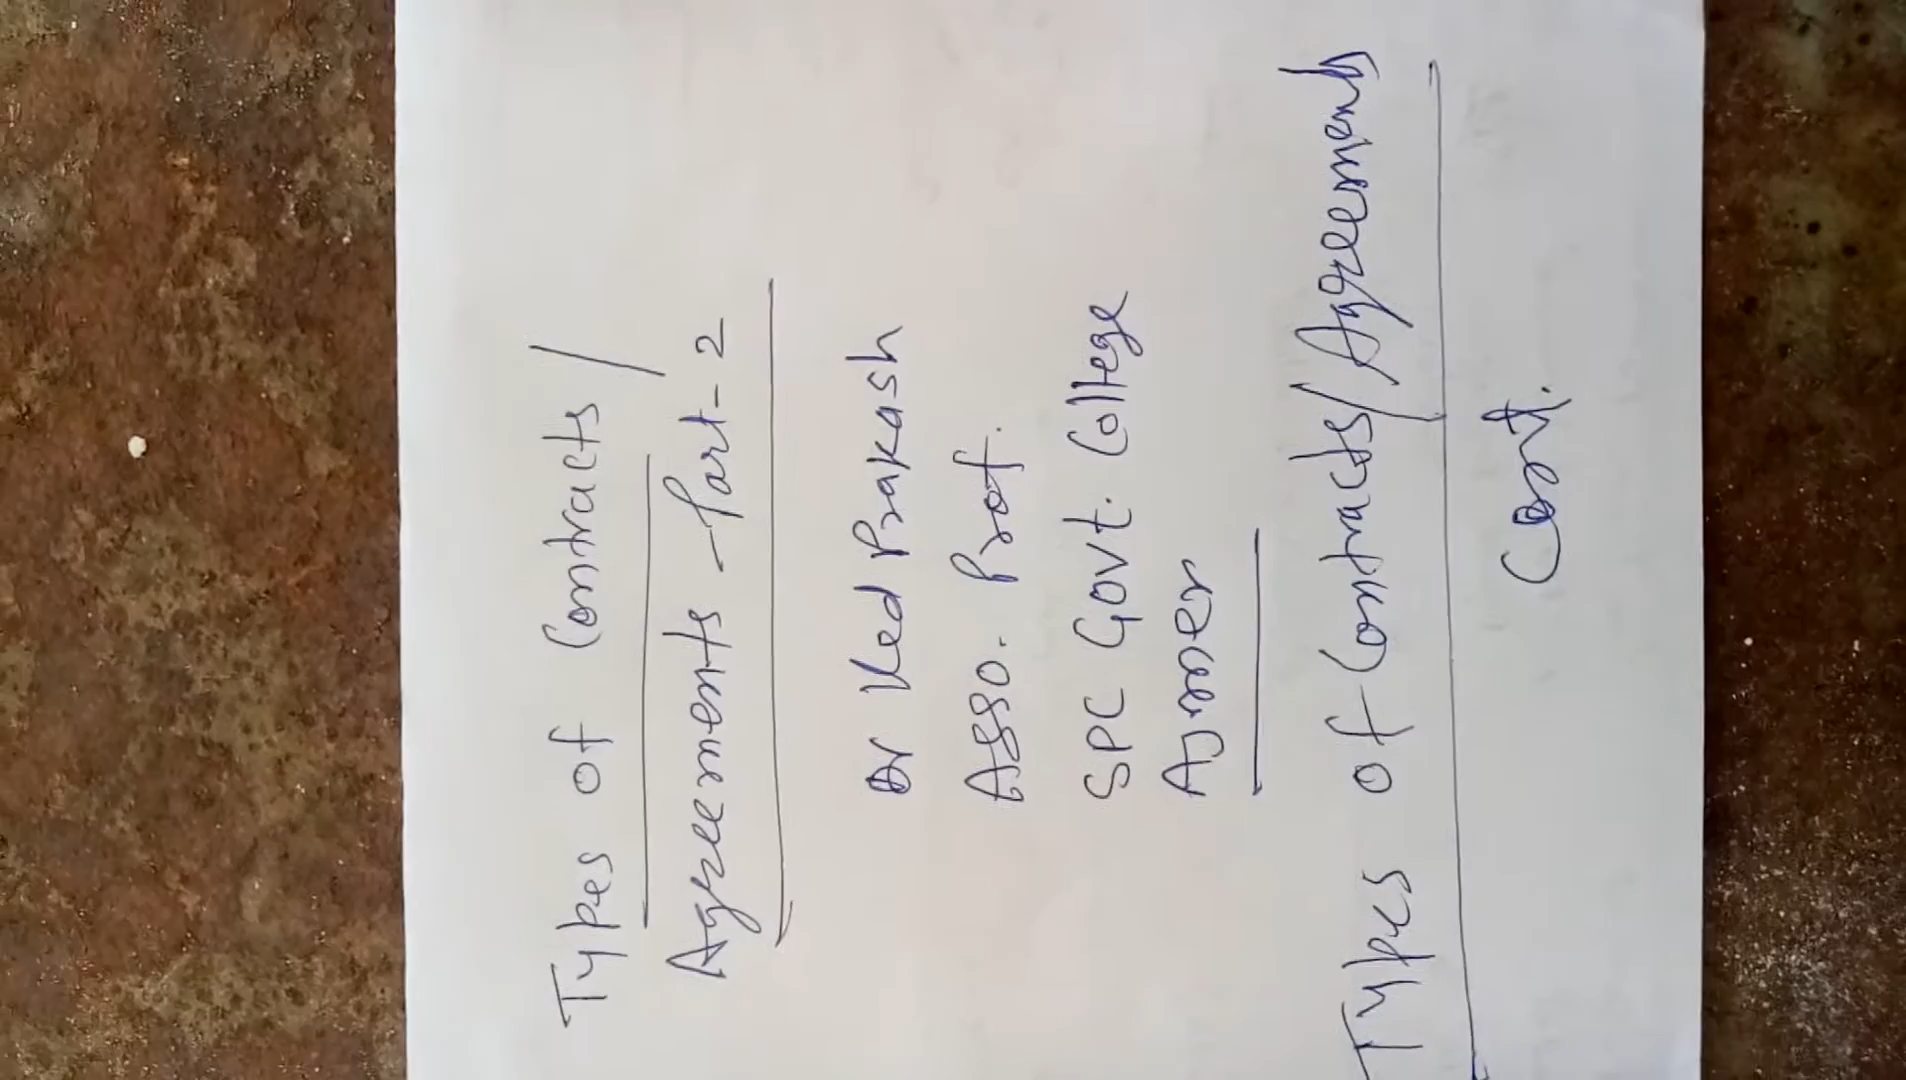 Types of Contracts/
Agreements - Part-2
Dr Ved Prakash
Asso. Prof.
SPC Govt. College
Ajmer
Types of Contracts/Agreements
Cont.